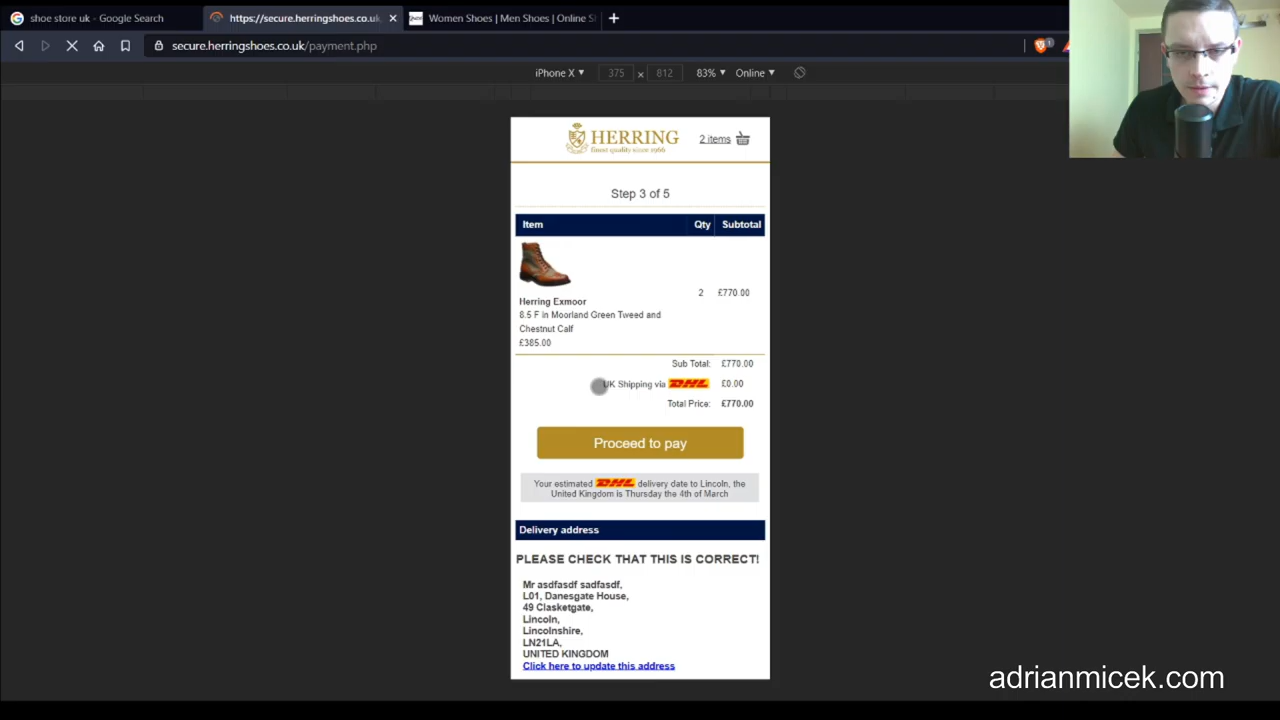 shoe store uk - Google Search
https://secure.herringshoes.co.uk
Women Shoes | Men Shoes | Online S
secure.herringshoes.co.uk/payment.php
iPhone X ▼ 375 × 812 83% ▼ Online ▼
HERRING
finest quality since 1966
2 items
Step 3 of 5
Item Qty Subtotal
Herring Exmoor
8.5 F in Moorland Green Tweed and
Chestnut Calf
£385.00
2 £770.00
Sub Total: £770.00
UK Shipping via DHL £0.00
Total Price: £770.00
Proceed to pay
Your estimated DHL delivery date to Lincoln, the
United Kingdom is Thursday the 4th of March
Delivery address
PLEASE CHECK THAT THIS IS CORRECT!
Mr asdfasdf sadfasdf,
L01, Danesgate House,
49 Clasketgate,
Lincoln,
Lincolnshire,
LN21LA,
UNITED KINGDOM
Click here to update this address
adrianmicek.com